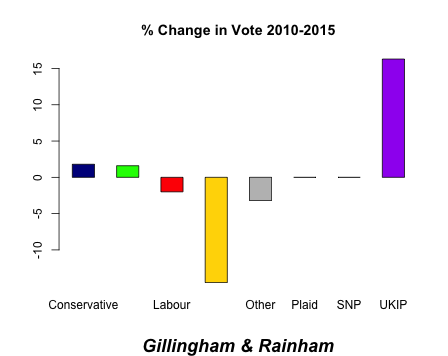 % Change in Vote 2010-2015
15
10
5
0
-5
-10
Conservative Labour Other Plaid SNP UKIP
Gillingham & Rainham